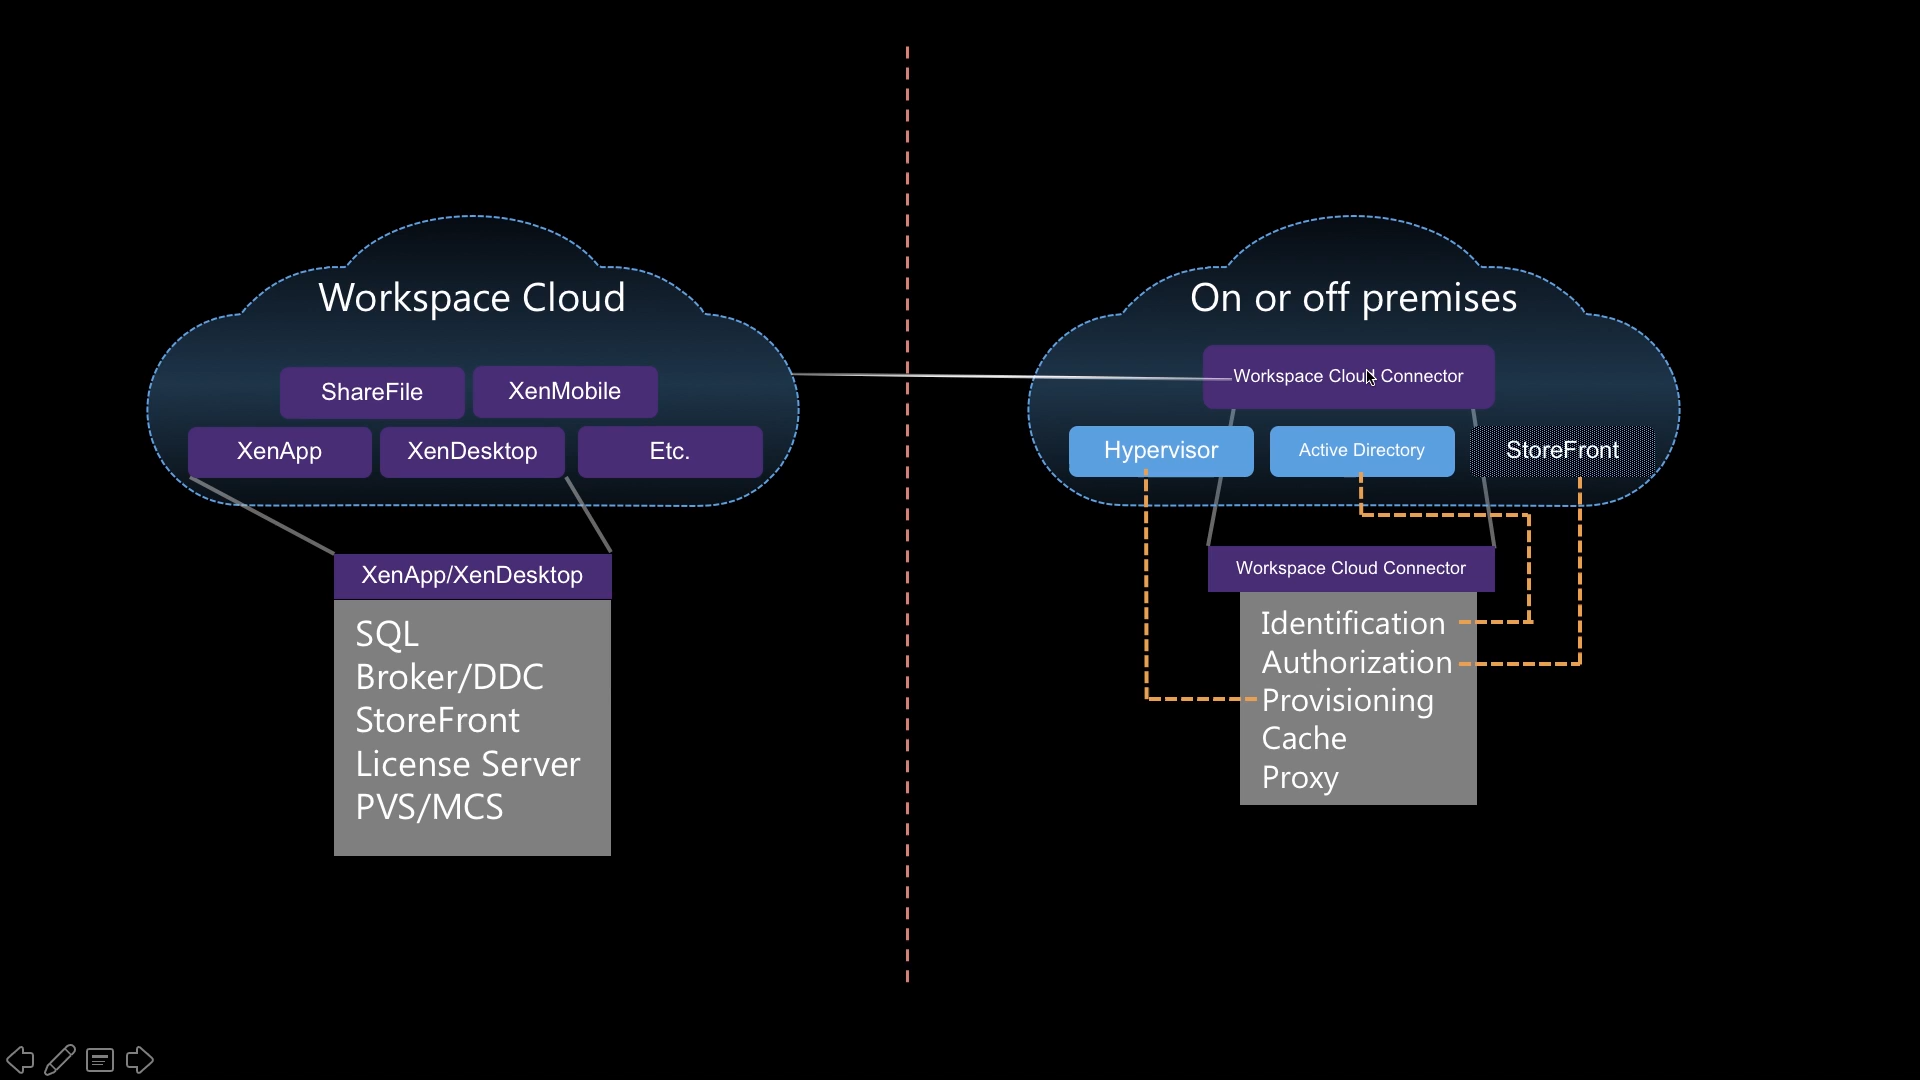 Workspace Cloud
ShareFile
XenMobile
XenApp
XenDesktop
Etc.
XenApp/XenDesktop
SQL
Broker/DDC
StoreFront
License Server
PVS/MCS
On or off premises
Workspace Cloud Connector
Hypervisor
Active Directory
StoreFront
Workspace Cloud Connector
Identification
Authorization
Provisioning
Cache
Proxy